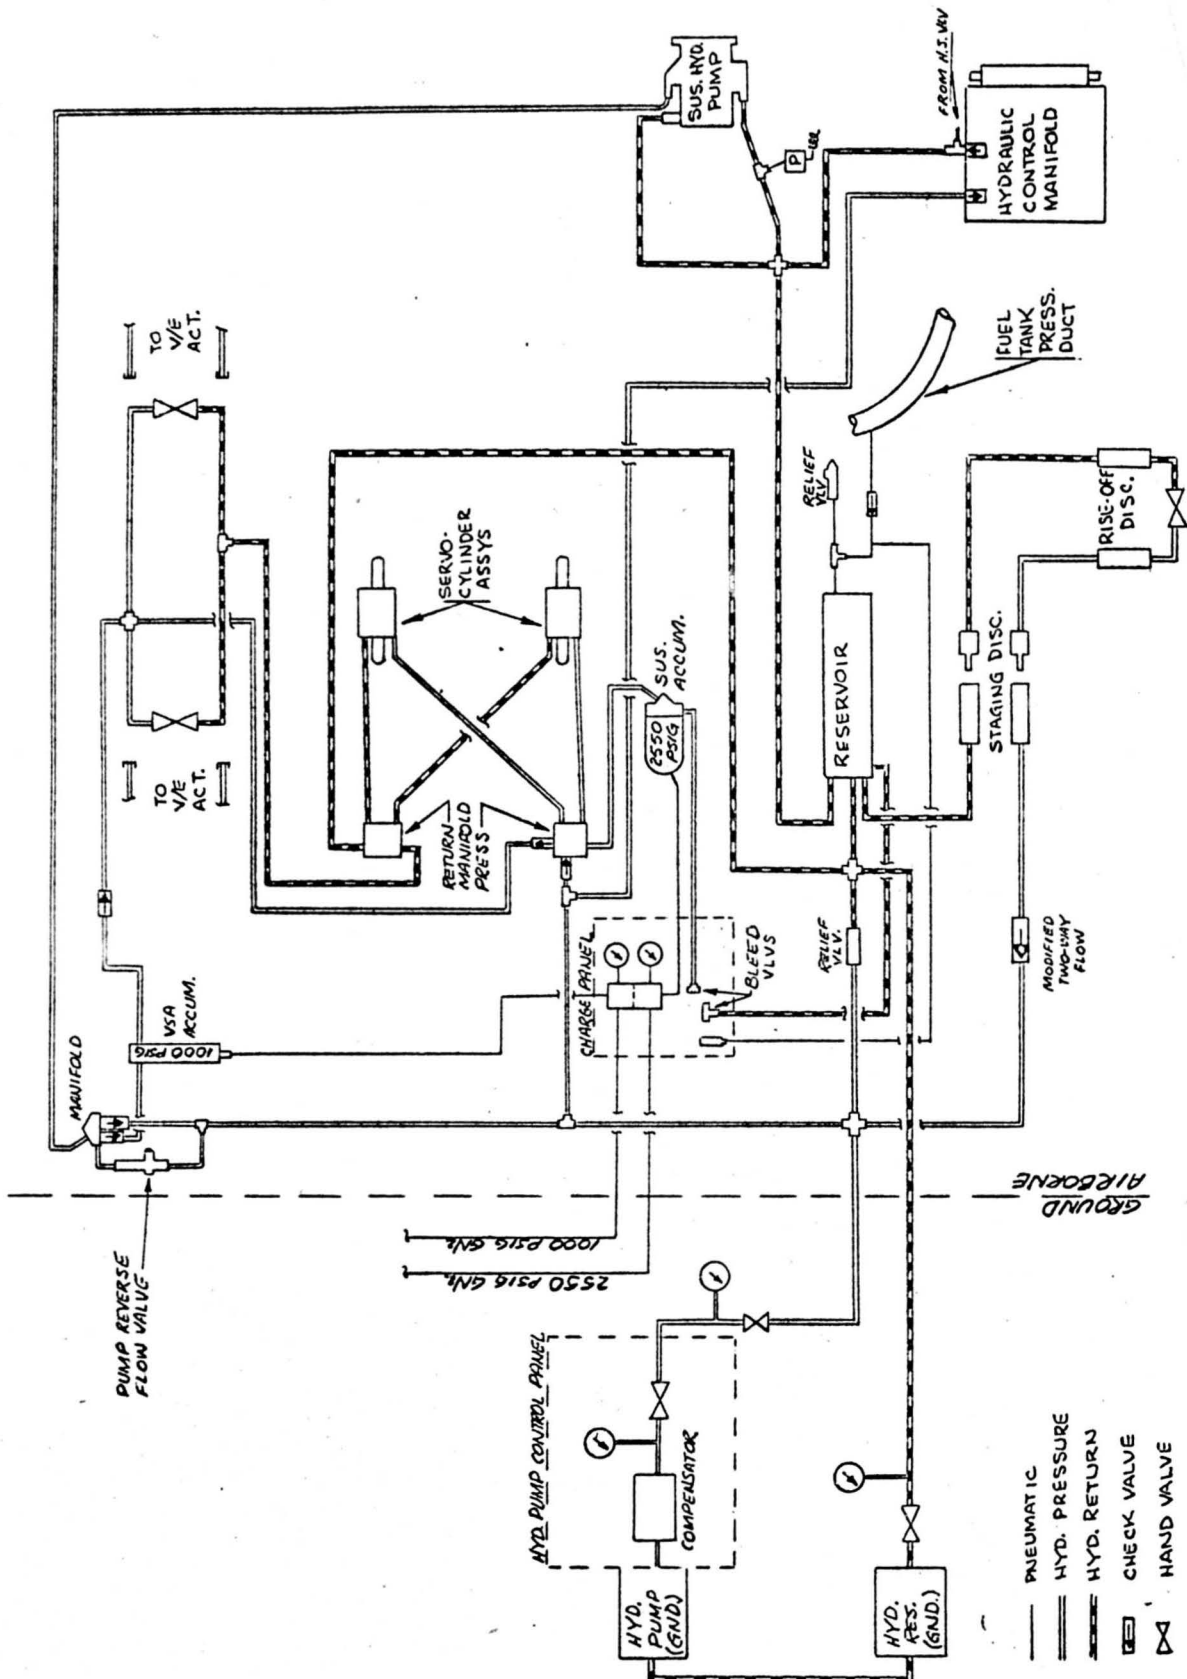 SUS. HYD.
PUMP
P
FROM H.S. VLV
HYDRAULIC
CONTROL
MANIFOLD
TO
V/E
ACT.
TO
V/E
ACT.
FUEL
TANK
PRESS.
DUCT
RELIEF
VLV
SERVO-
CYLINDER
ASSYS
RISE-OFF
DISC.
SUS.
ACCUM.
2550
PSIG
RESERVOIR
STAGING DISC.
RETURN
MANIFOLD
PRESS
CHARGE PANEL
BLEED
VLVS
RELIEF
VLV.
MODIFIED
TWO-WAY
FLOW
MANIFOLD
VSA
ACCUM.
1000 PSIG
PUMP REVERSE
FLOW VALVE
AIRBORNE
GROUND
1000 PSIG GN₂
2550 PSIG GN₂
HYD. PUMP CONTROL PANEL
COMPENSATOR
HYD.
PUMP
(GND.)
HYD.
RES.
(GND.)
PNEUMATIC
HYD. PRESSURE
HYD. RETURN
CHECK VALVE
HAND VALVE